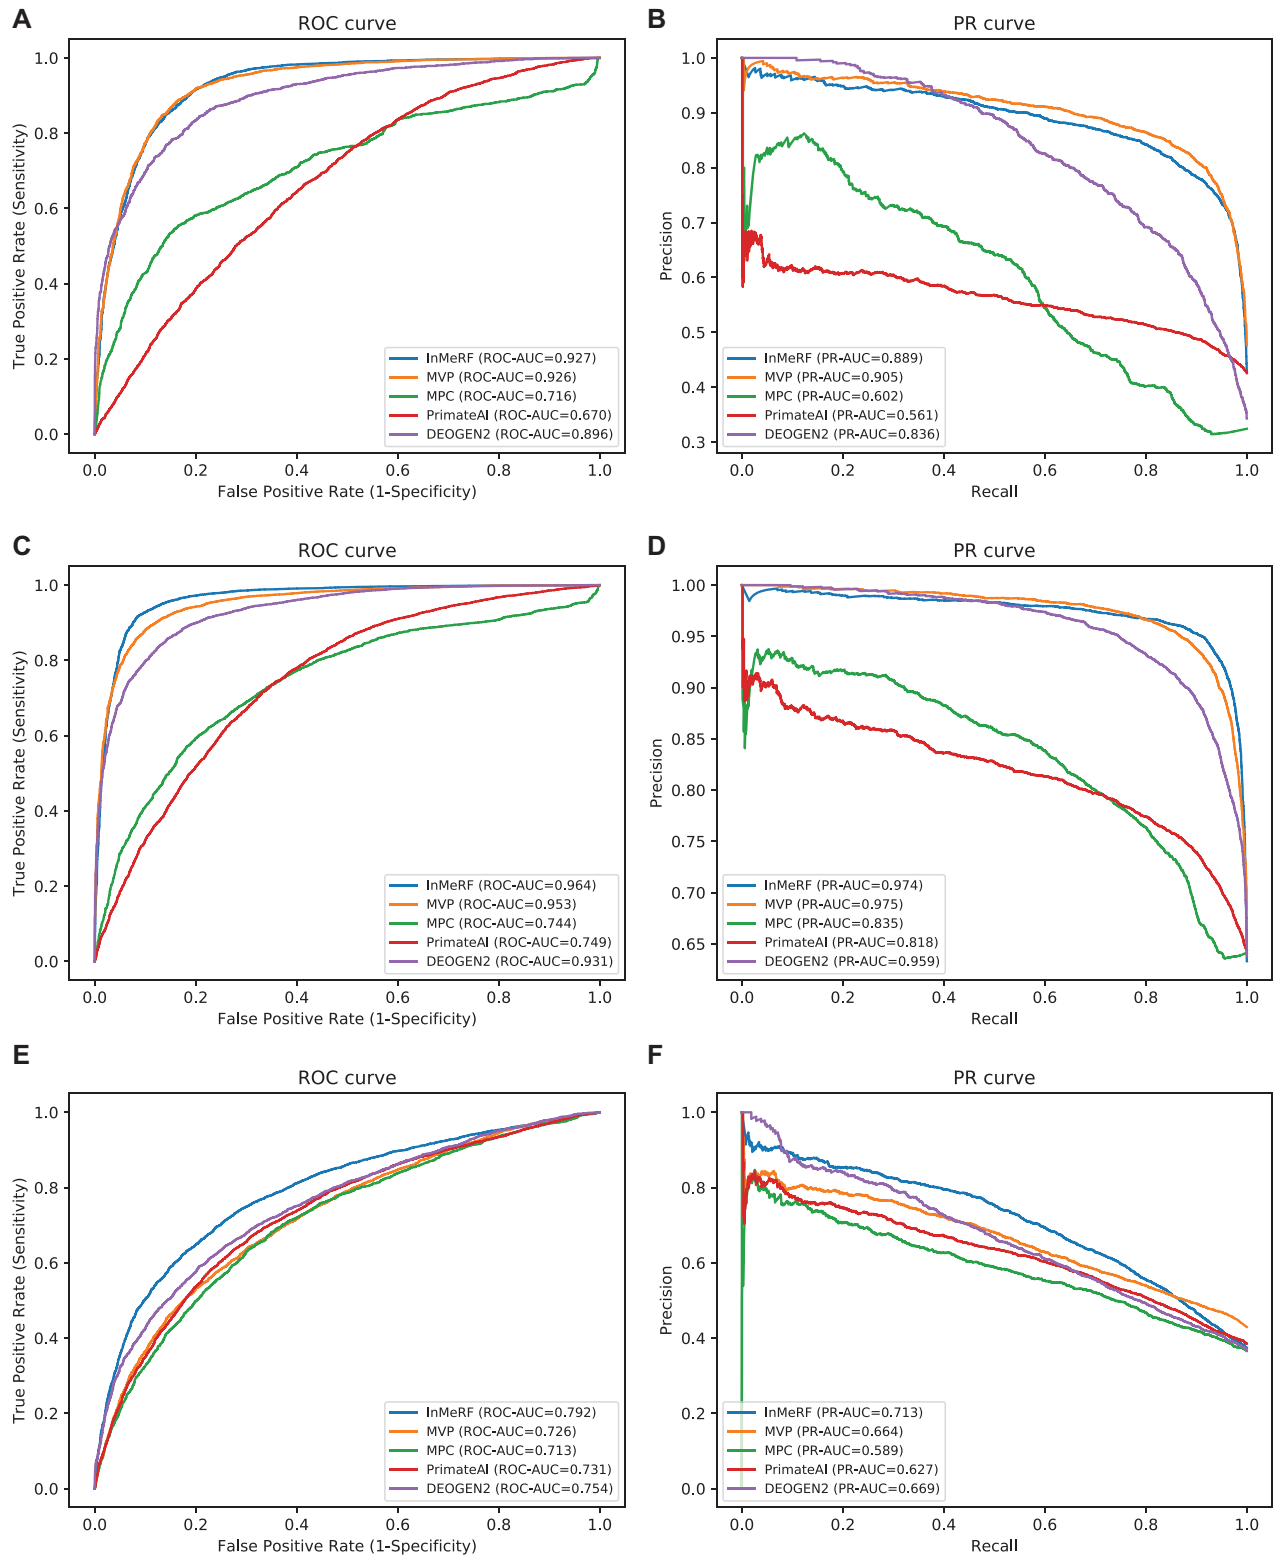 A
ROC curve
True Positive Rrate (Sensitivity)
1.0
0.8
0.6
0.4
0.2
0.0
InMeRF (ROC-AUC=0.927)
MVP (ROC-AUC=0.926)
MPC (ROC-AUC=0.716)
PrimateAI (ROC-AUC=0.670)
DEOGEN2 (ROC-AUC=0.896)
0.0 0.2 0.4 0.6 0.8 1.0
False Positive Rate (1-Specificity)
B
PR curve
Precision
1.0
0.9
0.8
0.7
0.6
0.5
0.4
0.3
InMeRF (PR-AUC=0.889)
MVP (PR-AUC=0.905)
MPC (PR-AUC=0.602)
PrimateAI (PR-AUC=0.561)
DEOGEN2 (PR-AUC=0.836)
0.0 0.2 0.4 0.6 0.8 1.0
Recall
C
ROC curve
True Positive Rrate (Sensitivity)
1.0
0.8
0.6
0.4
0.2
0.0
InMeRF (ROC-AUC=0.964)
MVP (ROC-AUC=0.953)
MPC (ROC-AUC=0.744)
PrimateAI (ROC-AUC=0.749)
DEOGEN2 (ROC-AUC=0.931)
0.0 0.2 0.4 0.6 0.8 1.0
False Positive Rate (1-Specificity)
D
PR curve
Precision
1.00
0.95
0.90
0.85
0.80
0.75
0.70
0.65
InMeRF (PR-AUC=0.974)
MVP (PR-AUC=0.975)
MPC (PR-AUC=0.835)
PrimateAI (PR-AUC=0.818)
DEOGEN2 (PR-AUC=0.959)
0.0 0.2 0.4 0.6 0.8 1.0
Recall
E
ROC curve
True Positive Rrate (Sensitivity)
1.0
0.8
0.6
0.4
0.2
0.0
InMeRF (ROC-AUC=0.792)
MVP (ROC-AUC=0.726)
MPC (ROC-AUC=0.713)
PrimateAI (ROC-AUC=0.731)
DEOGEN2 (ROC-AUC=0.754)
0.0 0.2 0.4 0.6 0.8 1.0
False Positive Rate (1-Specificity)
F
PR curve
Precision
1.0
0.8
0.6
0.4
0.2
0.0
InMeRF (PR-AUC=0.713)
MVP (PR-AUC=0.664)
MPC (PR-AUC=0.589)
PrimateAI (PR-AUC=0.627)
DEOGEN2 (PR-AUC=0.669)
0.0 0.2 0.4 0.6 0.8 1.0
Recall